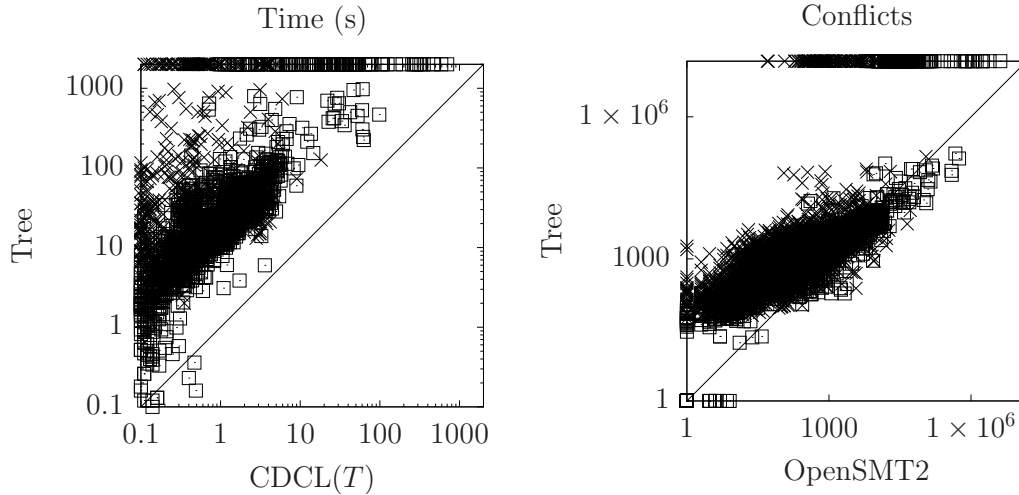 Time (s)
1000
100
10
1
0.1
Tree
0.1 1 10 100 1000
CDCL(T)
Conflicts
1 × 10^6
1000
1
Tree
1 1000 1 × 10^6
OpenSMT2